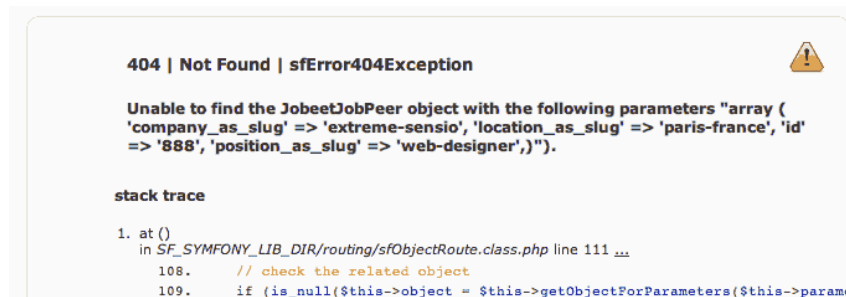 404 | Not Found | sfError404Exception
Unable to find the JobeetJobPeer object with the following parameters "array (
'company_as_slug' => 'extreme-sensio', 'location_as_slug' => 'paris-france', 'id'
=> '888', 'position_as_slug' => 'web-designer',)").
stack trace
1. at ()
in SF_SYMFONY_LIB_DIR/routing/sfObjectRoute.class.php line 111 ...
108. // check the related object
109. if (is_null($this->object = $this->getObjectForParameters($this->parame